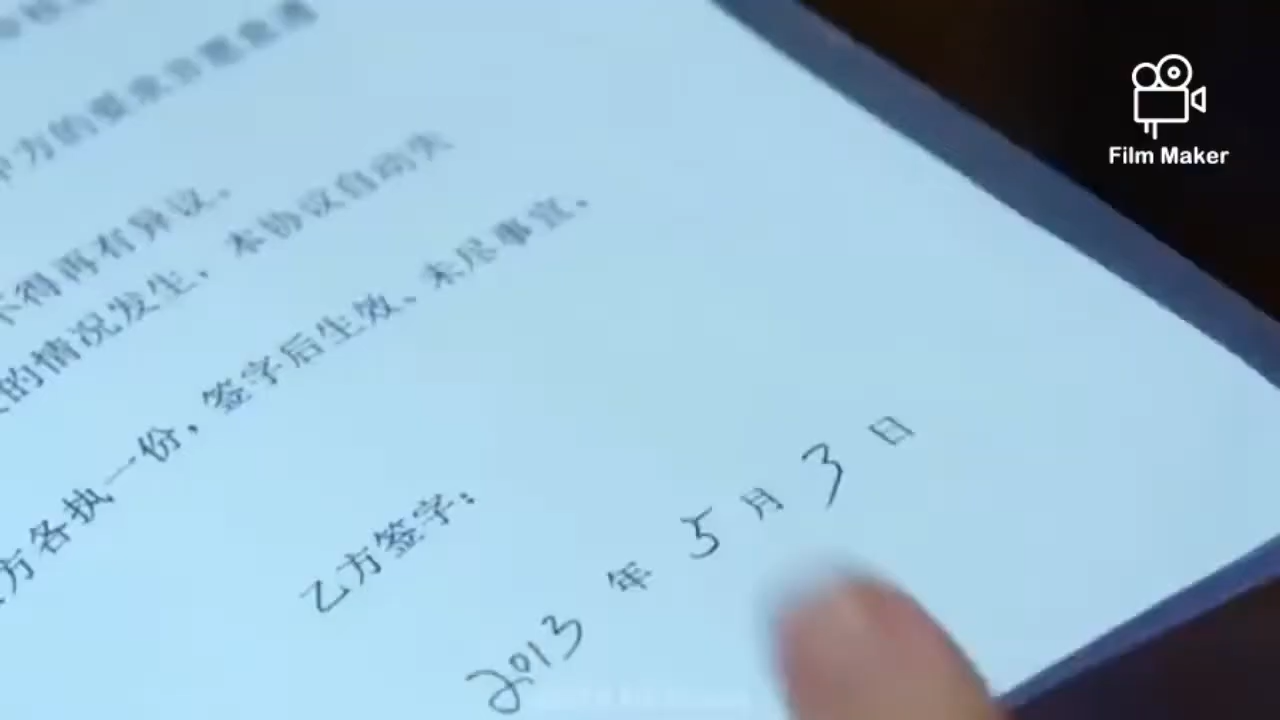 方的要求
不得再有异议。
的情况发生，本协议自动失
方各执一份，签字后生效、未尽事宜，
乙方签字：
2013 年 5 月 3 日
Film Maker